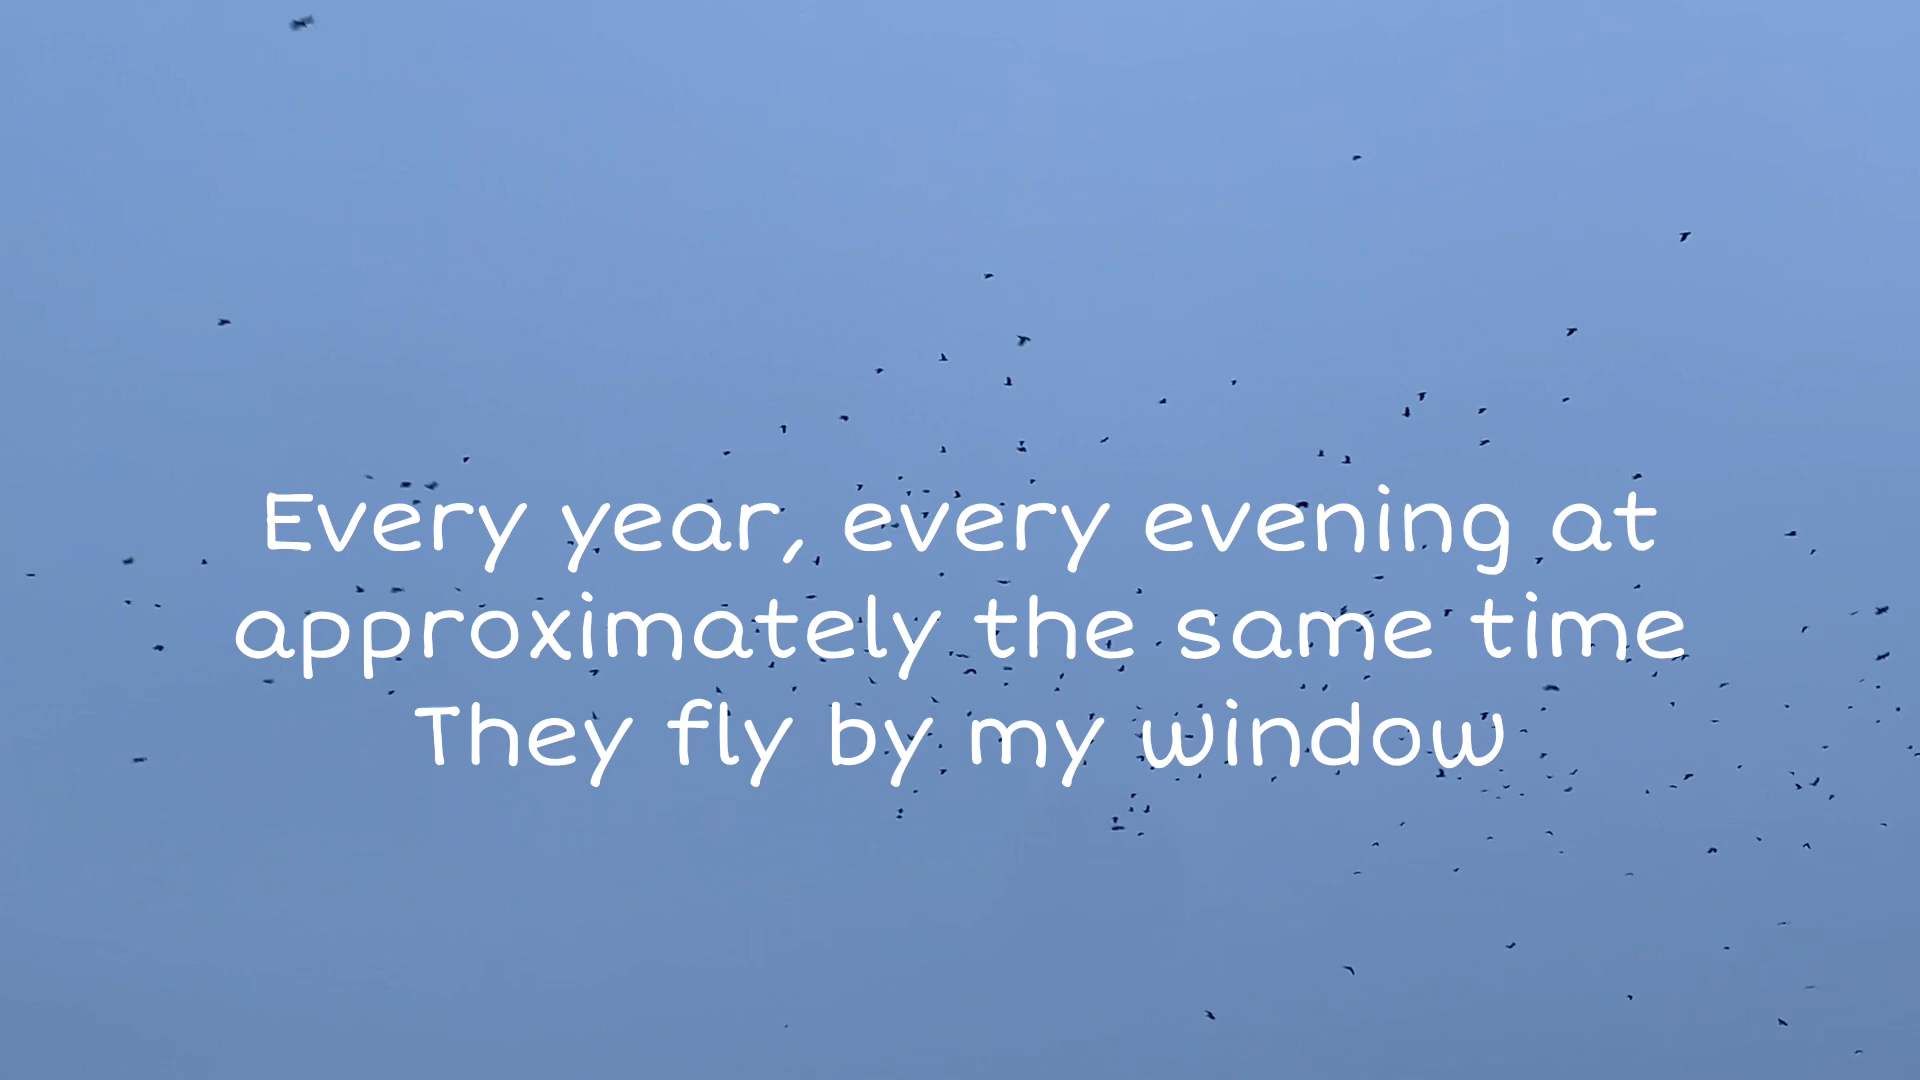 Every year, every evening at
approximately the same time
They fly by my window